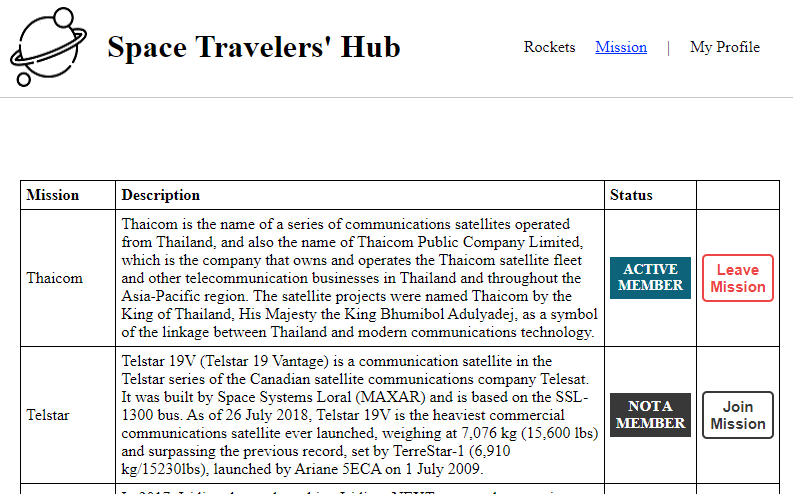 Space Travelers' Hub
Rockets Mission | My Profile
Mission Description Status
Thaicom
Thaicom is the name of a series of communications satellites operated
from Thailand, and also the name of Thaicom Public Company Limited,
which is the company that owns and operates the Thaicom satellite fleet
and other telecommunication businesses in Thailand and throughout the
Asia-Pacific region. The satellite projects were named Thaicom by the
King of Thailand, His Majesty the King Bhumibol Adulyadej, as a symbol
of the linkage between Thailand and modern communications technology.
ACTIVE
MEMBER
Leave
Mission
Telstar
Telstar 19V (Telstar 19 Vantage) is a communication satellite in the
Telstar series of the Canadian satellite communications company Telesat.
It was built by Space Systems Loral (MAXAR) and is based on the SSL-
1300 bus. As of 26 July 2018, Telstar 19V is the heaviest commercial
communications satellite ever launched, weighing at 7,076 kg (15,600 lbs)
and surpassing the previous record, set by TerreStar-1 (6,910
kg/15230lbs), launched by Ariane 5ECA on 1 July 2009.
NOT A
MEMBER
Join
Mission